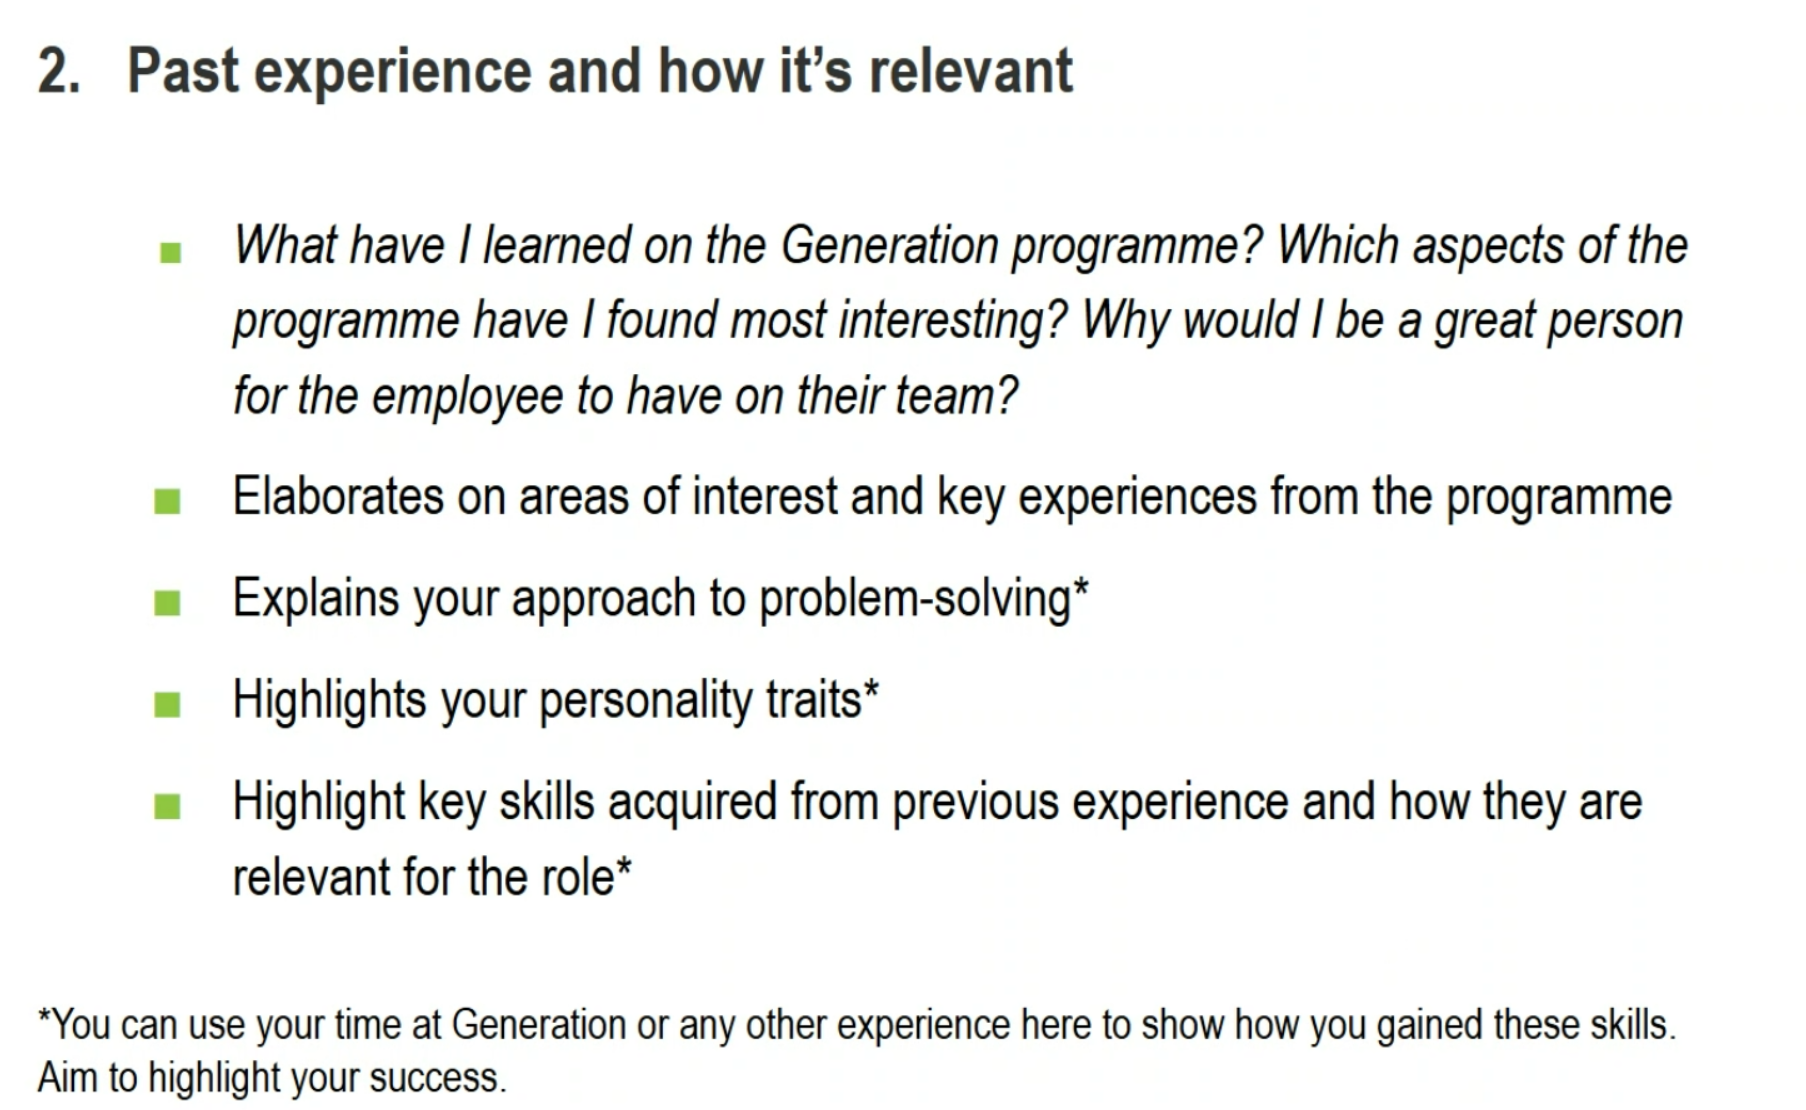 2. Past experience and how it's relevant
What have I learned on the Generation programme? Which aspects of the
programme have I found most interesting? Why would I be a great person
for the employee to have on their team?
Elaborates on areas of interest and key experiences from the programme
Explains your approach to problem-solving*
Highlights your personality traits*
Highlight key skills acquired from previous experience and how they are
relevant for the role*
*You can use your time at Generation or any other experience here to show how you gained these skills.
Aim to highlight your success.